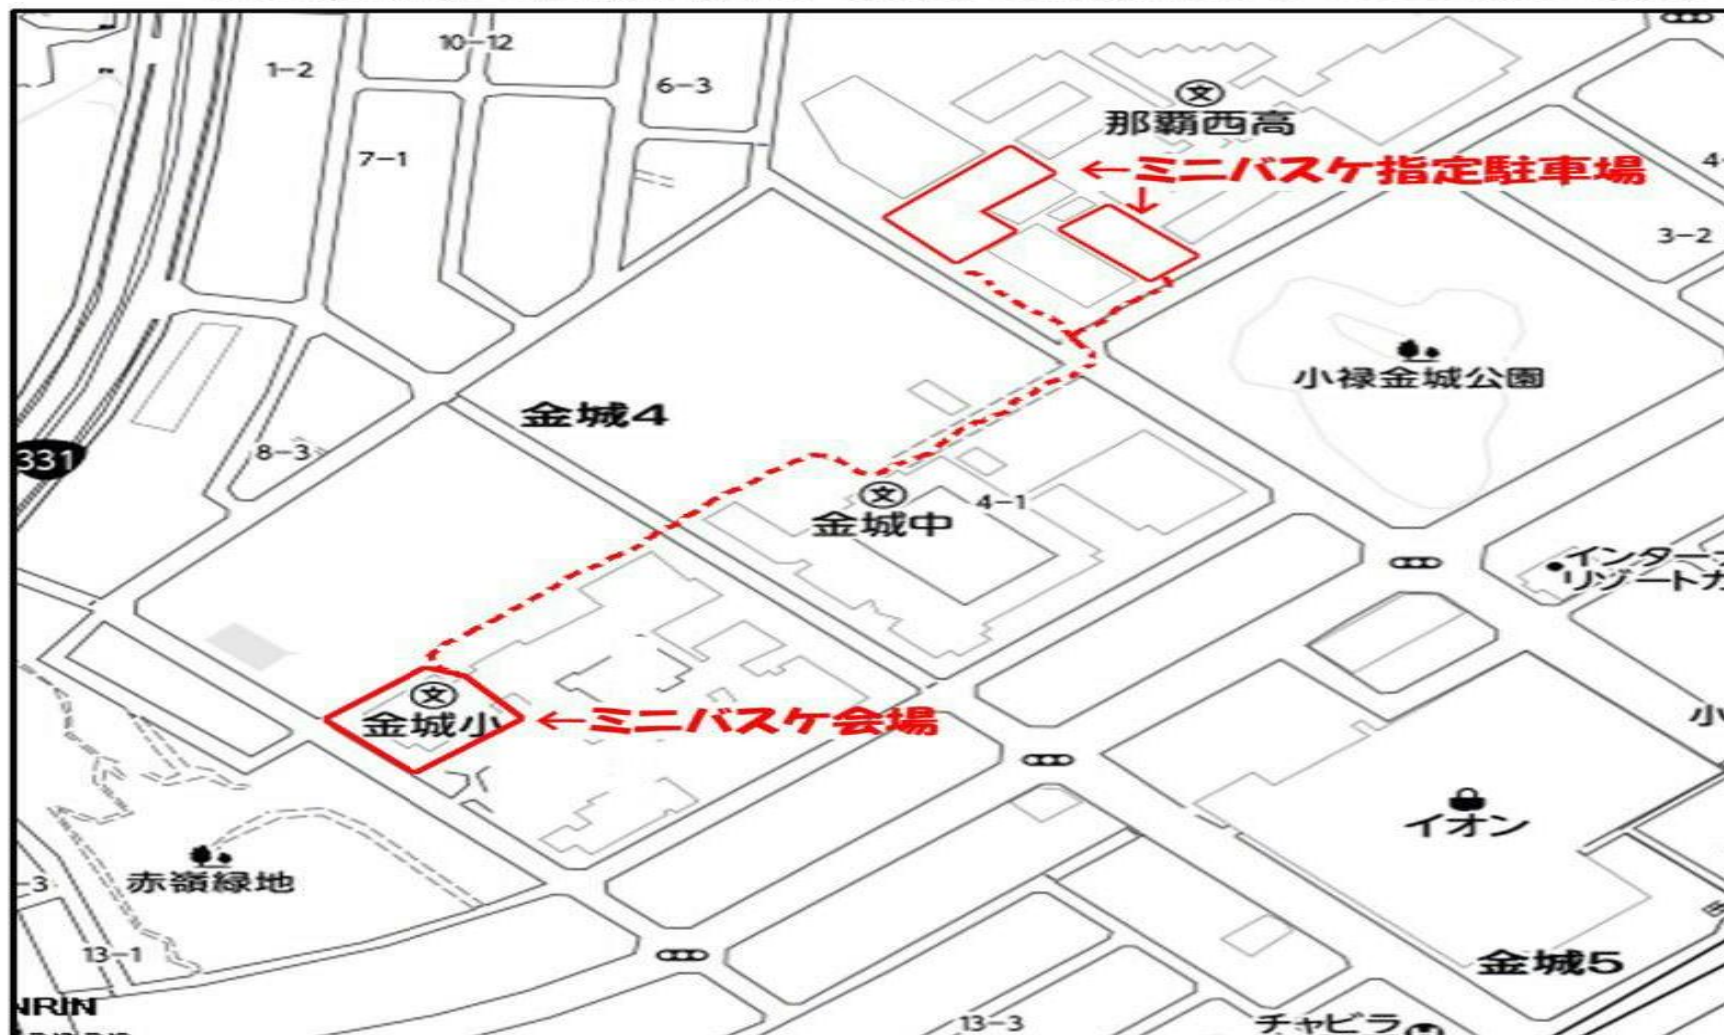 10-12
1-2
6-3
那覇西高
7-1
←ミニバスケ指定駐車場
↓
3-2
小禄金城公園
金城4
331
8-3
4-1
金城中
インター
リゾートカ
金城小
←ミニバスケ会場
小
イオン
赤嶺緑地
-3
13-1
金城5
NRIN
13-3
チャビラ